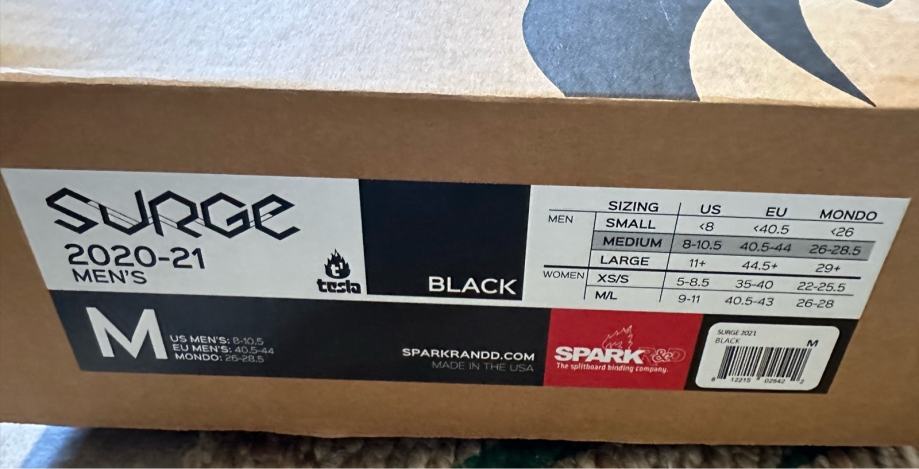 SURGE
2020-21
MEN'S
tesla
BLACK
SIZING US EU MONDO
MEN
SMALL <8 <40.5 <26
MEDIUM 8-10.5 40.5-44 26-28.5
LARGE 11+ 44.5+ 29+
WOMEN
XS/S 5-8.5 35-40 22-25.5
M/L 9-11 40.5-43 26-28
M
US MEN'S: 8-10.5
EU MEN'S: 40.5-44
MONDO: 26-28.5
SPARKRANDD.COM
MADE IN THE USA
SPARK R&D
The splitboard binding company.
SURGE 2021
BLACK M
8 12215 02642 2